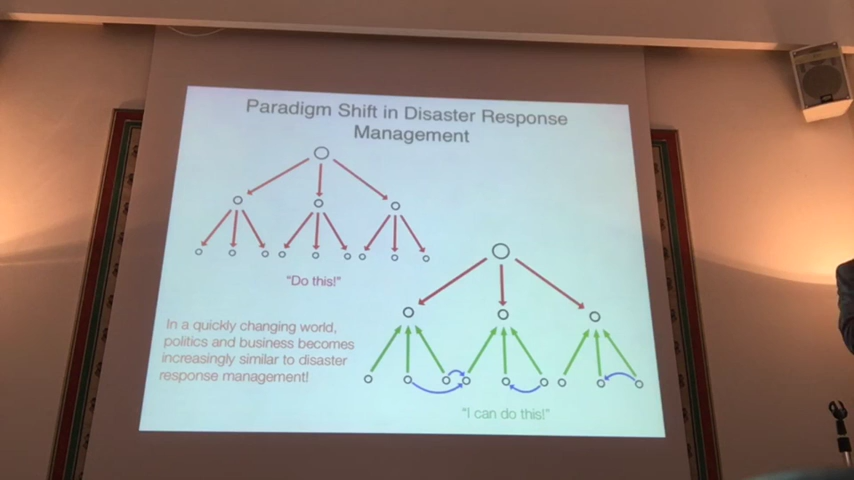 Paradigm Shift in Disaster Response
Management
"Do this!"
In a quickly changing world,
politics and business becomes
increasingly similar to disaster
response management!
"I can do this!"